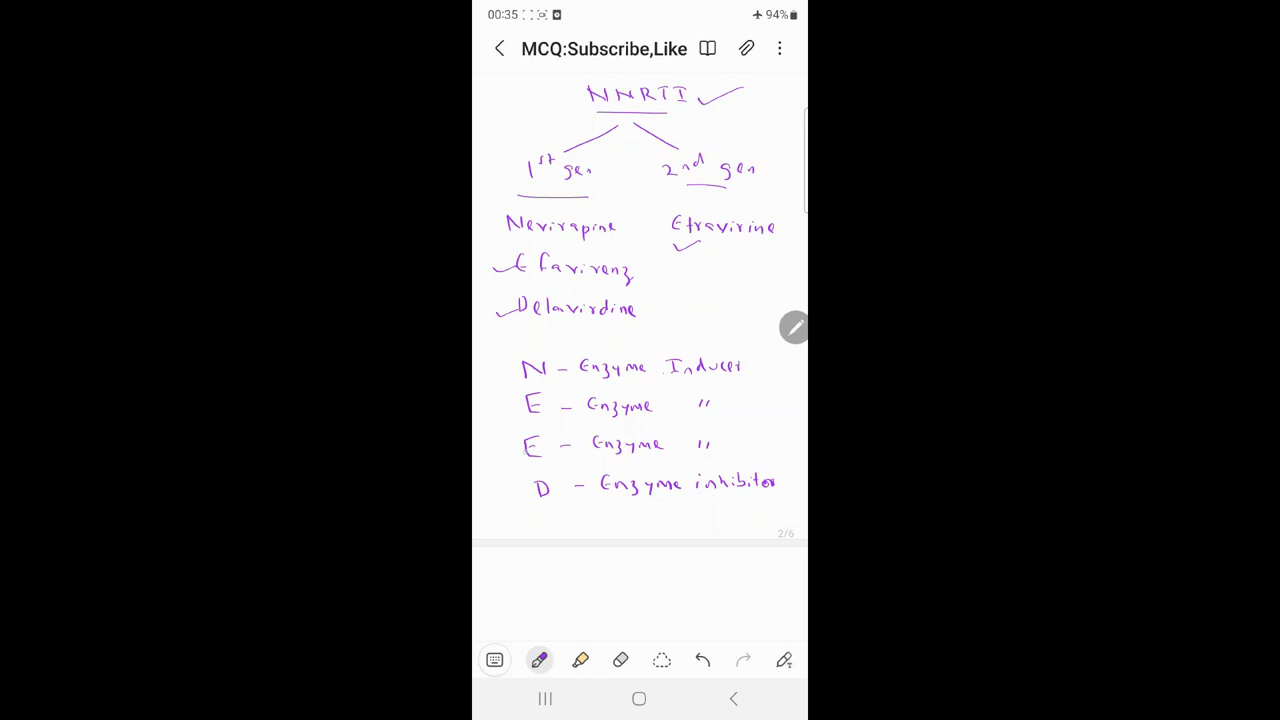 00:35 94%
MCQ:Subscribe,Like
NNRTI
1st gen 2nd gen
Nevirapine Etravirine
Efavirenz
Delavirdine
N - Enzyme Inducer
E - Enzyme "
E - Enzyme "
D - Enzyme inhibitor
2/6